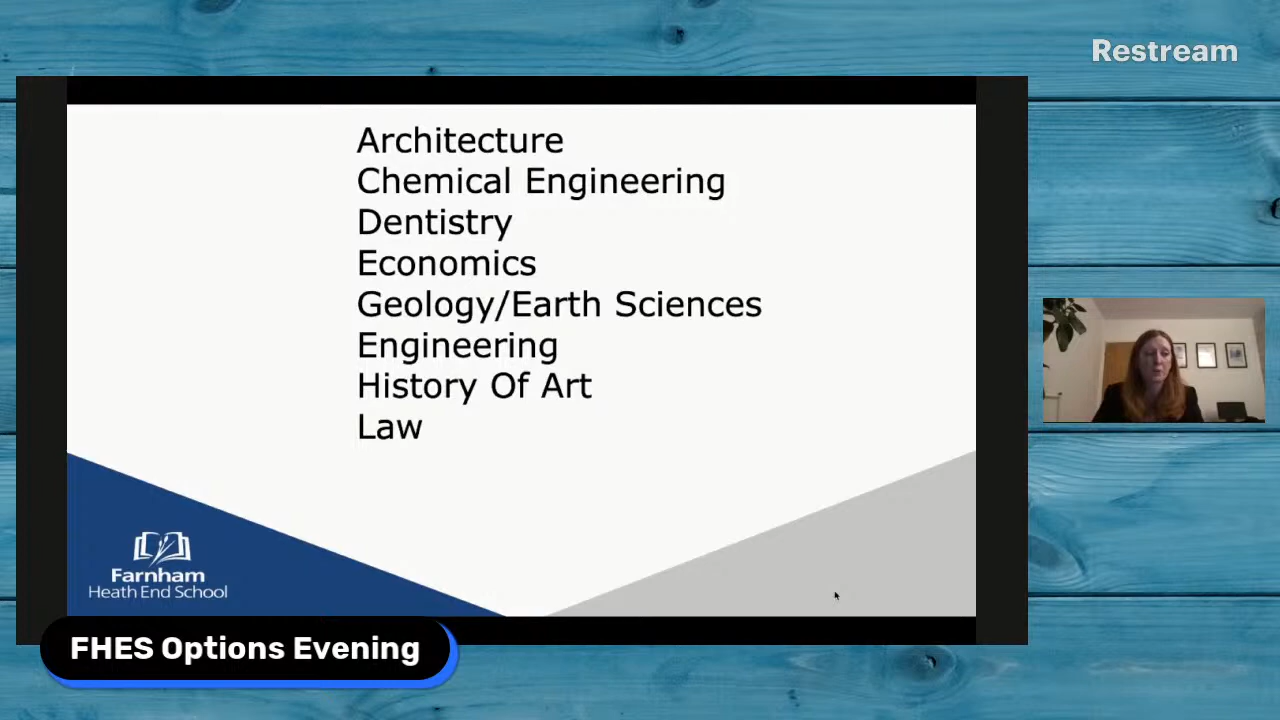 Restream
Architecture
Chemical Engineering
Dentistry
Economics
Geology/Earth Sciences
Engineering
History Of Art
Law
Farnham
Heath End School
FHES Options Evening